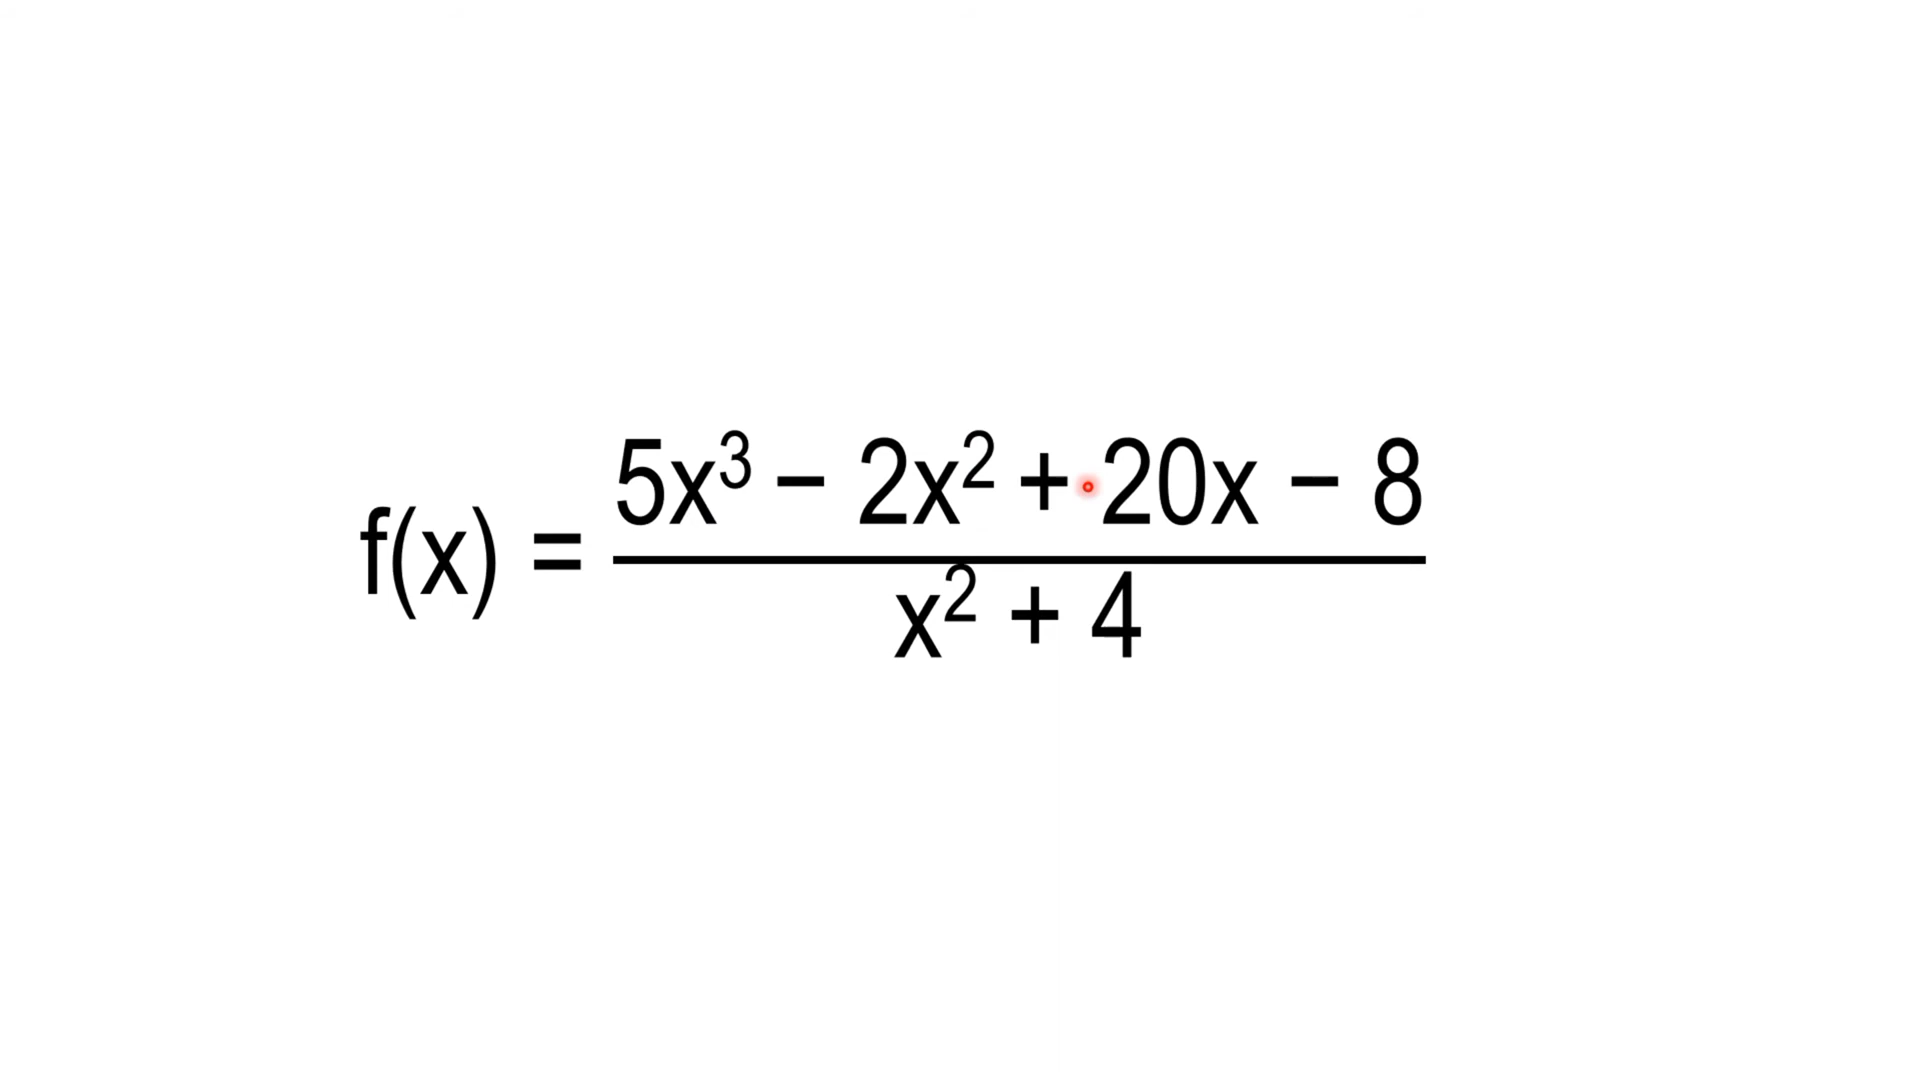 f(x) = (5x³ − 2x² + 20x − 8) / (x² + 4)